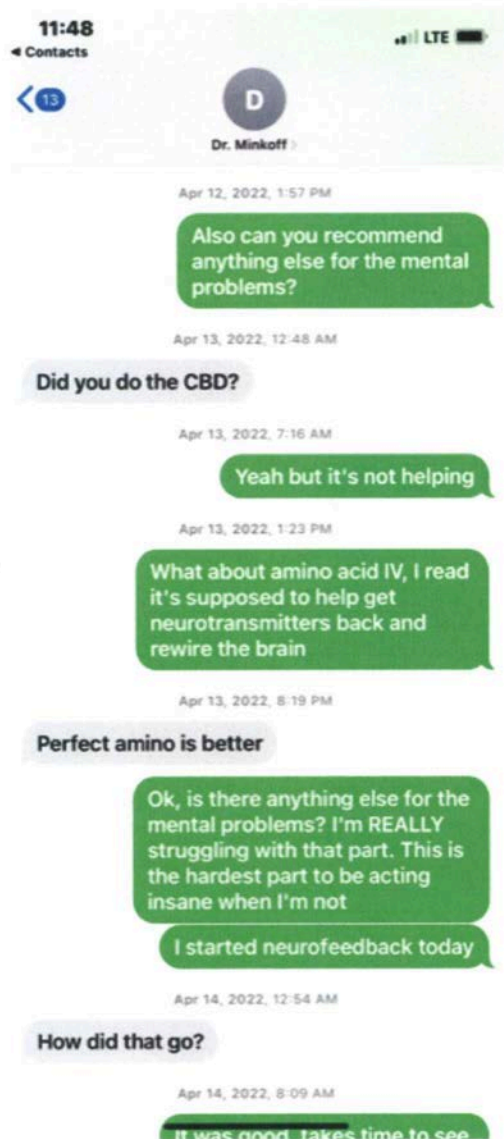 11:48
LTE
Contacts
13
D
Dr. Minkoff
Apr 12, 2022, 1:57 PM
Also can you recommend
anything else for the mental
problems?
Apr 13, 2022, 12:48 AM
Did you do the CBD?
Apr 13, 2022, 7:16 AM
Yeah but it's not helping
Apr 13, 2022, 1:23 PM
What about amino acid IV, I read
it's supposed to help get
neurotransmitters back and
rewire the brain
Apr 13, 2022, 8:19 PM
Perfect amino is better
Ok, is there anything else for the
mental problems? I'm REALLY
struggling with that part. This is
the hardest part to be acting
insane when I'm not
I started neurofeedback today
Apr 14, 2022, 12:54 AM
How did that go?
Apr 14, 2022, 8:09 AM
It was good, takes time to see